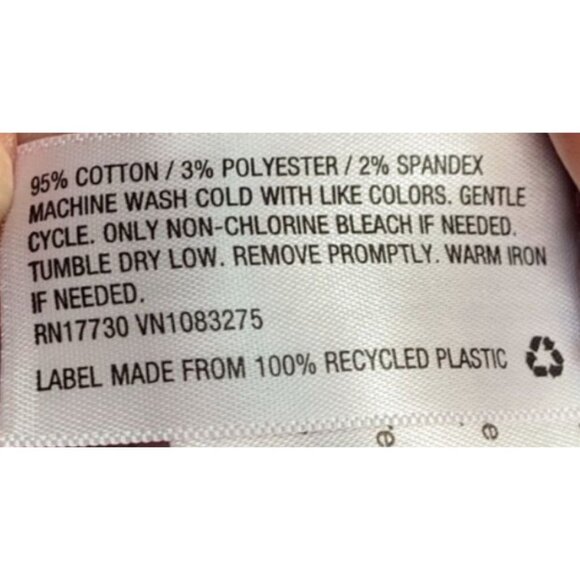 95% COTTON / 3% POLYESTER / 2% SPANDEX
MACHINE WASH COLD WITH LIKE COLORS. GENTLE
CYCLE. ONLY NON-CHLORINE BLEACH IF NEEDED.
TUMBLE DRY LOW. REMOVE PROMPTLY. WARM IRON
IF NEEDED.
RN17730 VN1083275
LABEL MADE FROM 100% RECYCLED PLASTIC